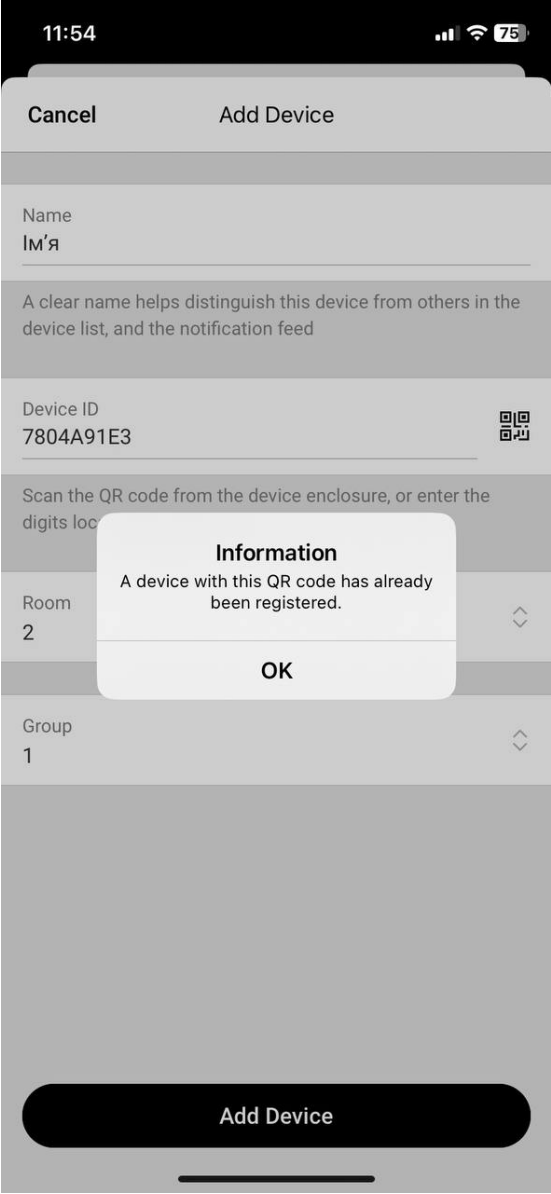 11:54
75
Cancel
Add Device
Name
Ім’я
A clear name helps distinguish this device from others in the
device list, and the notification feed
Device ID
7804A91E3
Scan the QR code from the device enclosure, or enter the
digits loc
Information
A device with this QR code has already
been registered.
OK
Room
2
Group
1
Add Device